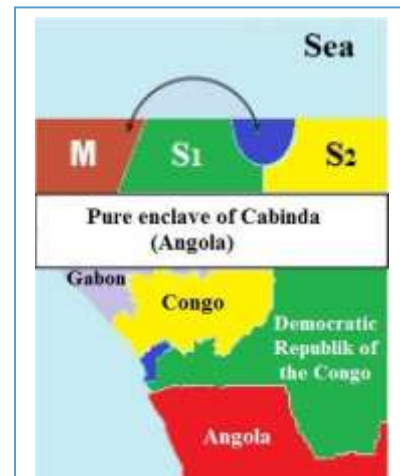 Sea
M S1 S2
Pure enclave of Cabinda
(Angola)
Gabon
Congo
Democratic
Republik of
the Congo
Angola